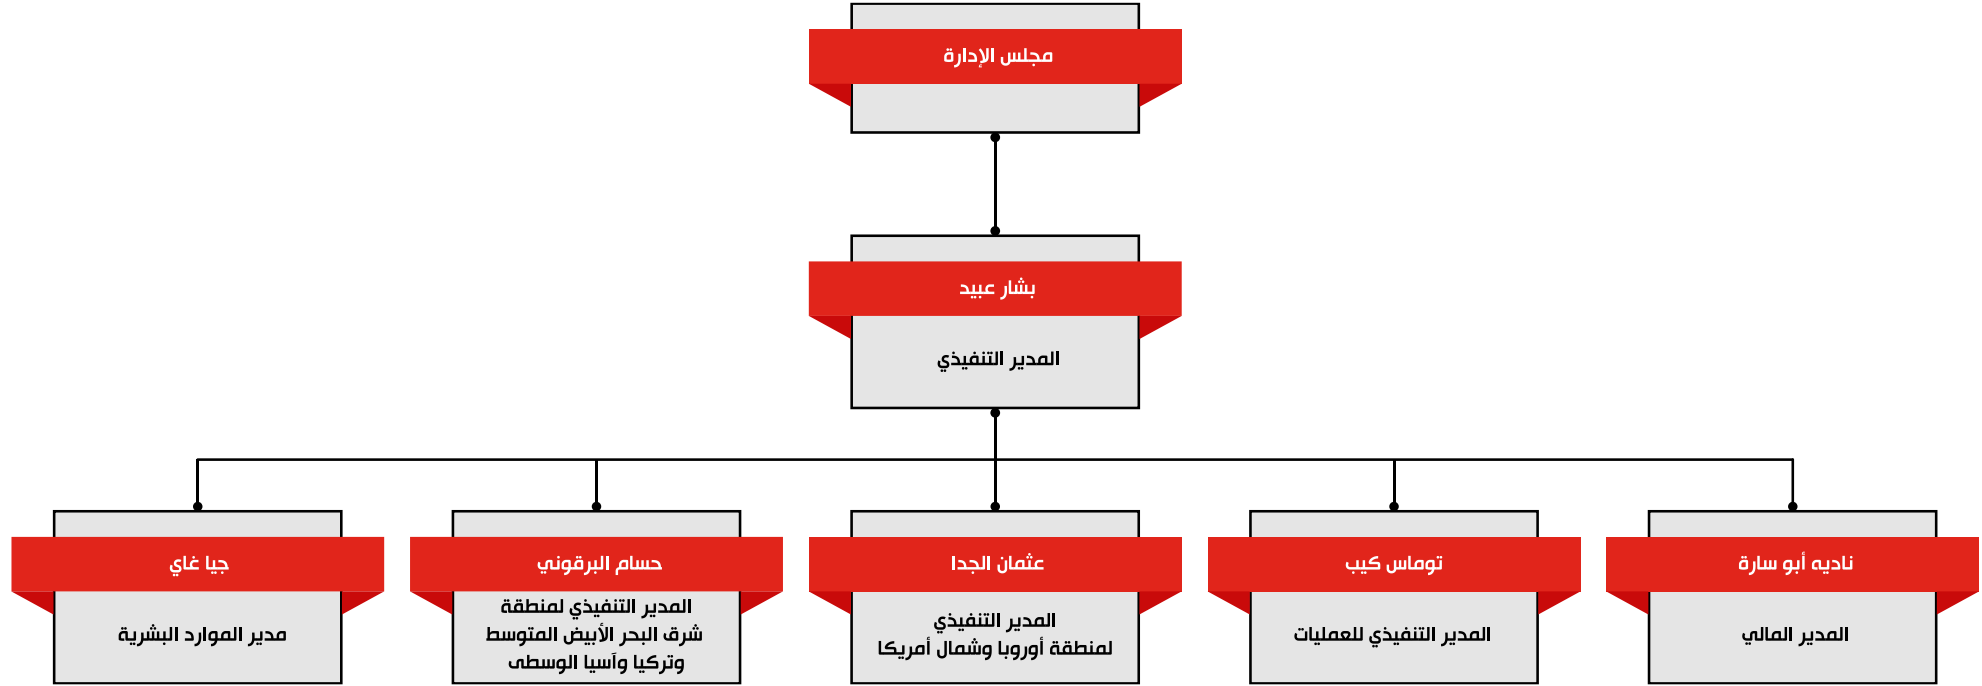 مجلس الإدارة
بشار عبيد
المدير التنفيذي
ناديه أبو سارة
المدير المالي
توماس كيب
المدير التنفيذي للعمليات
عثمان الجدا
المدير التنفيذي
لمنطقة أوروبا وشمال أمريكا
حسام البرقوني
المدير التنفيذي لمنطقة
شرق البحر الأبيض المتوسط
وتركيا وآسيا الوسطى
جيا غاي
مدير الموارد البشرية